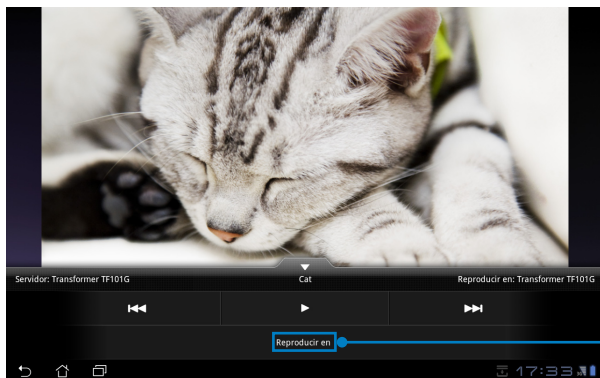 Servidor: Transformer TF101G Cat Reproducir en: Transformer TF101G
Reproducir en
17:33